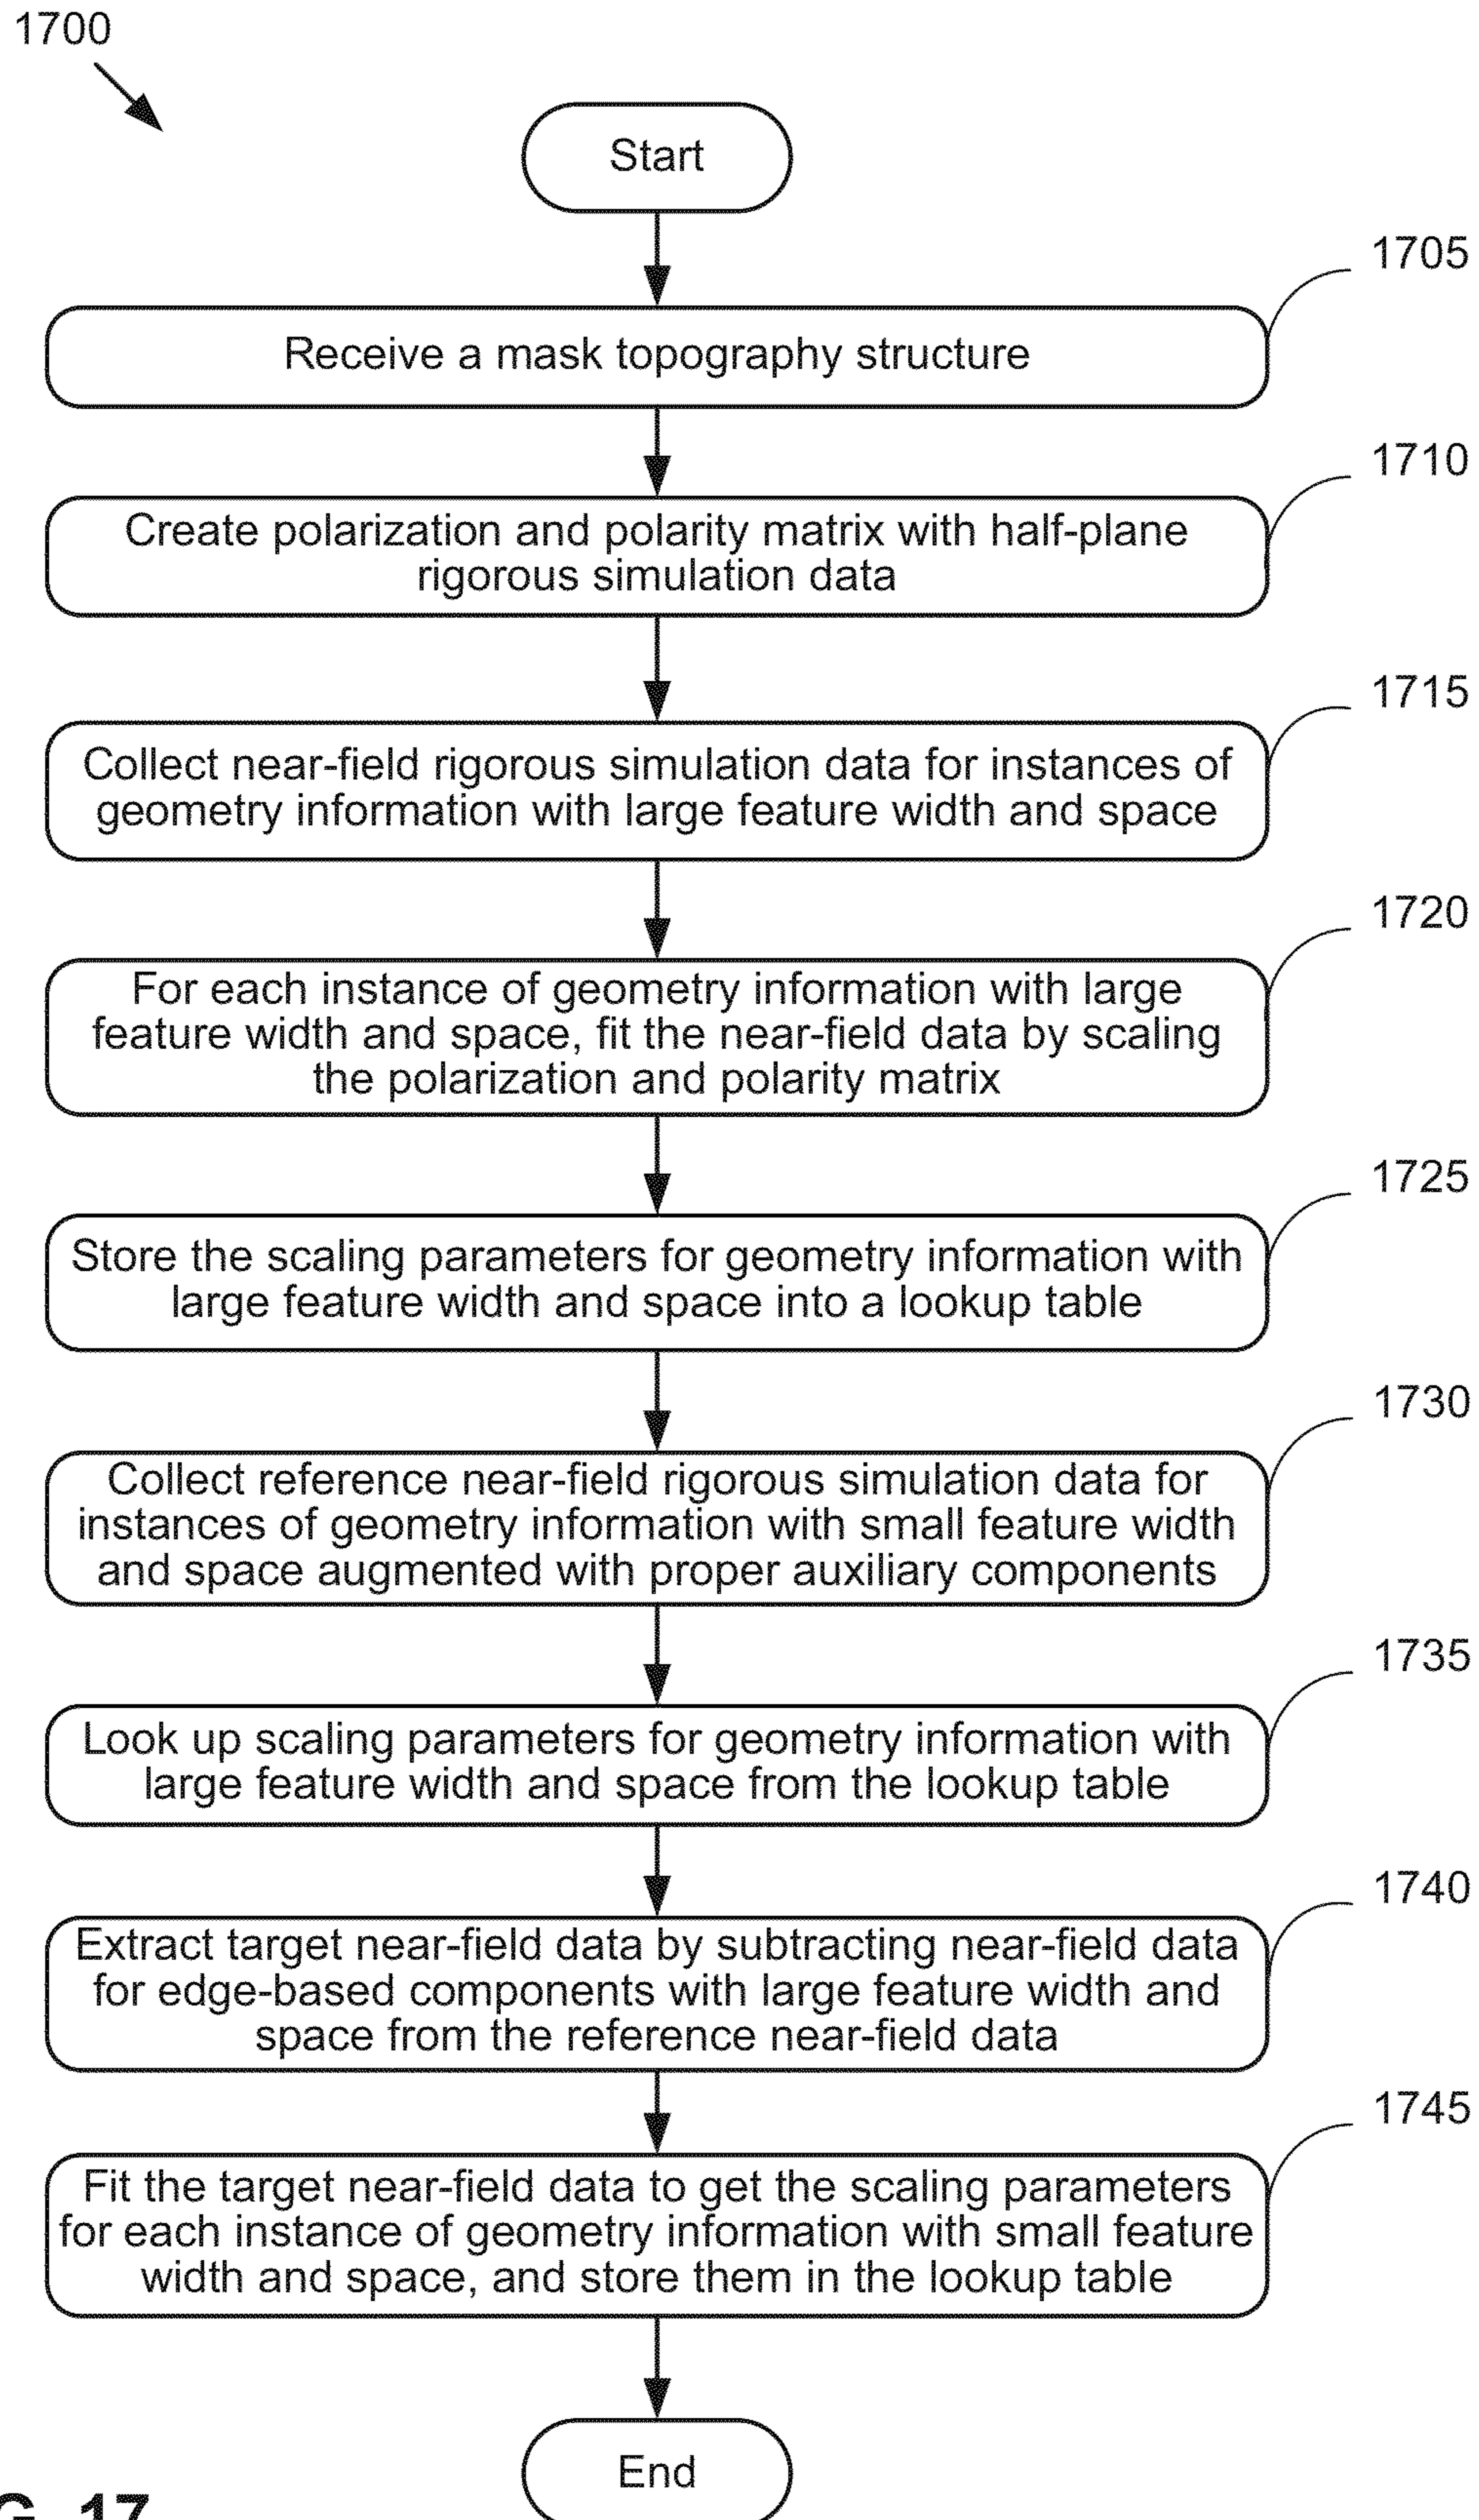 1700
Start
1705
Receive a mask topography structure
1710
Create polarization and polarity matrix with half-plane
rigorous simulation data
1715
Collect near-field rigorous simulation data for instances of
geometry information with large feature width and space
1720
For each instance of geometry information with large
feature width and space, fit the near-field data by scaling
the polarization and polarity matrix
1725
Store the scaling parameters for geometry information with
large feature width and space into a lookup table
1730
Collect reference near-field rigorous simulation data for
instances of geometry information with small feature width
and space augmented with proper auxiliary components
1735
Look up scaling parameters for geometry information with
large feature width and space from the lookup table
1740
Extract target near-field data by subtracting near-field data
for edge-based components with large feature width and
space from the reference near-field data
1745
Fit the target near-field data to get the scaling parameters
for each instance of geometry information with small feature
width and space, and store them in the lookup table
End
G. 17